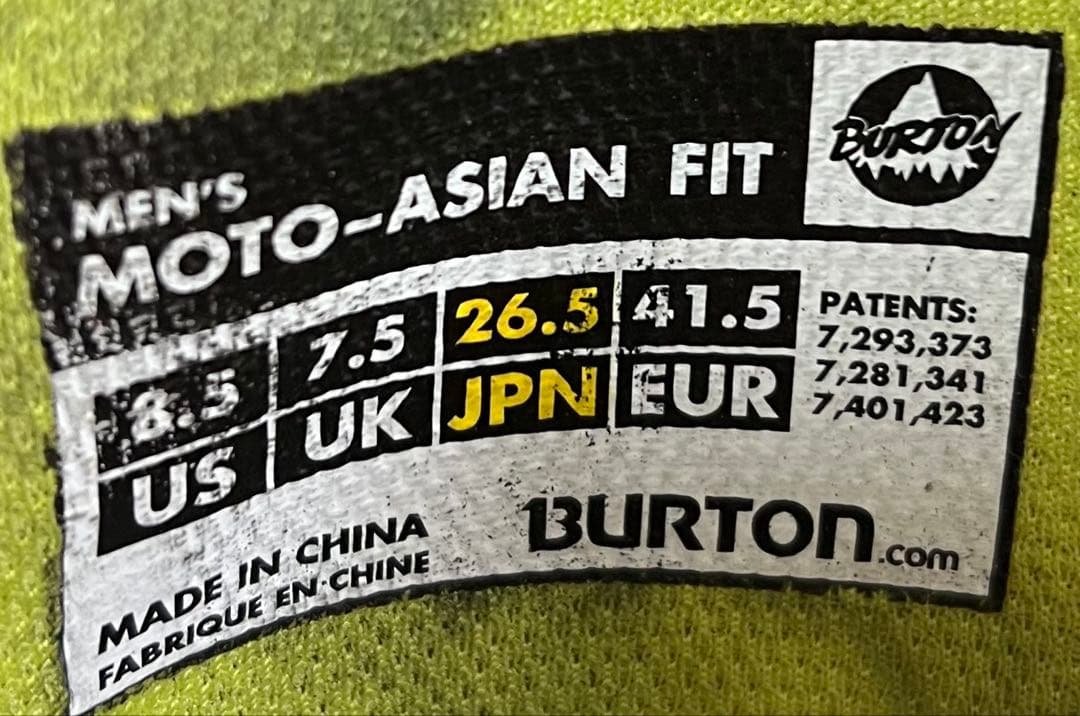 MEN'S
MOTO-ASIAN FIT
BURTON
8.5 7.5 26.5 41.5
US UK JPN EUR
PATENTS:
7,293,373
7,281,341
7,401,423
MADE IN CHINA
FABRIQUE EN CHINE
BURTON.com